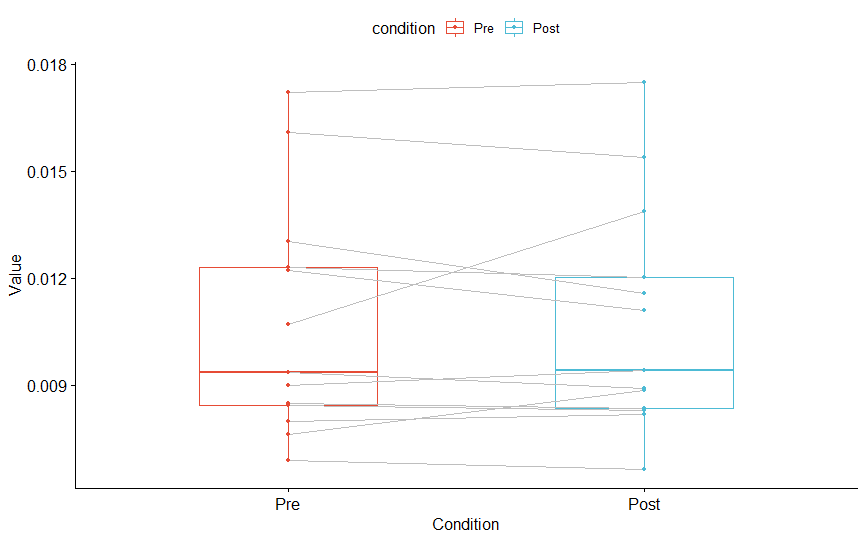 condition Pre Post
0.018
0.015
0.012
0.009
Value
Pre Post
Condition